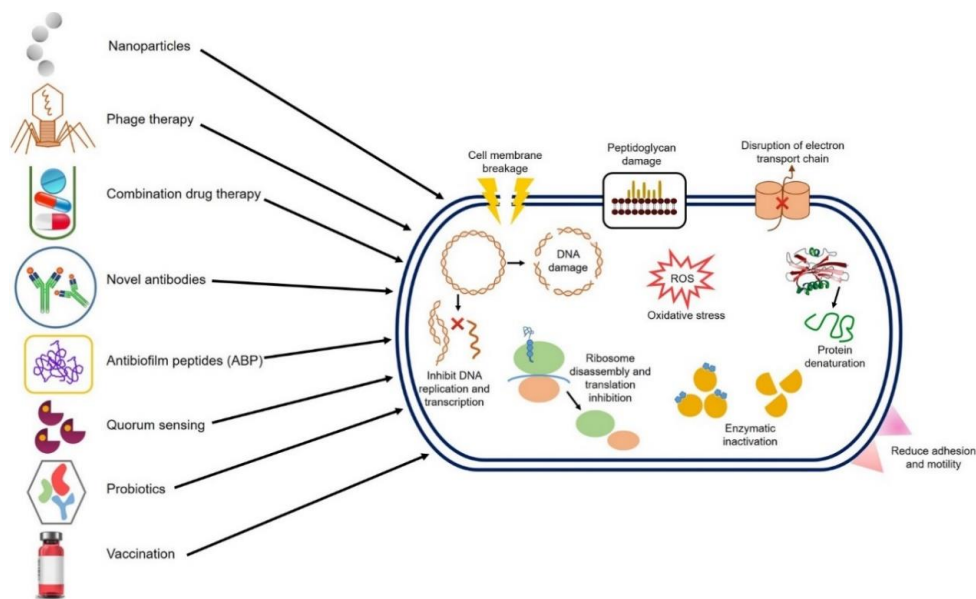 Nanoparticles
Phage therapy
Combination drug therapy
Novel antibodies
Antibiofilm peptides (ABP)
Quorum sensing
Probiotics
Vaccination
Cell membrane
breakage
Peptidoglycan
damage
Disruption of electron
transport chain
DNA
damage
ROS
Oxidative stress
Protein
denaturation
Inhibit DNA
replication and
transcription
Ribosome
disassembly and
translation
inhibition
Enzymatic
inactivation
Reduce adhesion
and motility